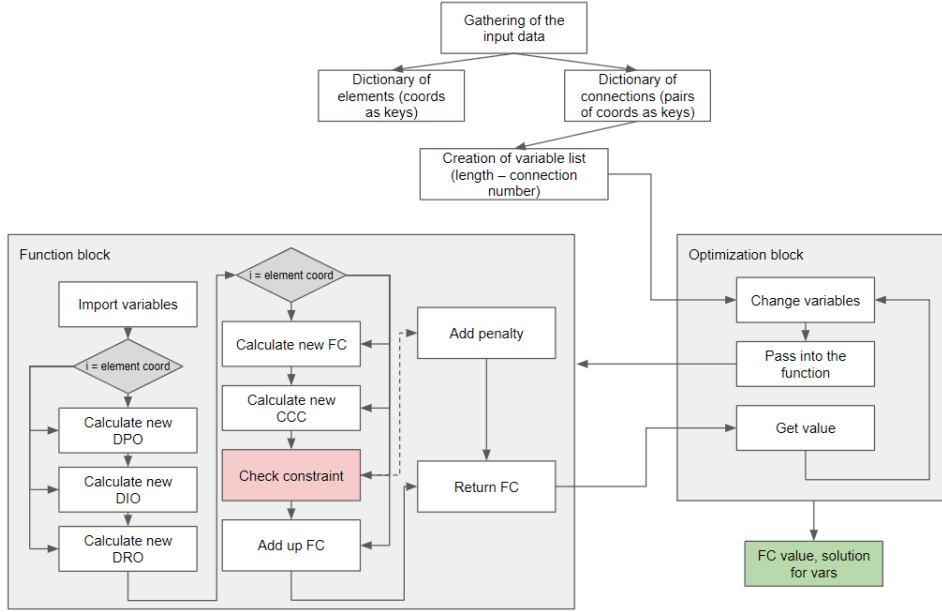 Gathering of the
input data
Dictionary of
elements (coords
as keys)
Dictionary of
connections (pairs
of coords as keys)
Creation of variable list
(length – connection
number)
Function block
Import variables
i = element coord
Calculate new
DPO
Calculate new
DIO
Calculate new
DRO
i = element coord
Calculate new FC
Calculate new
CCC
Check constraint
Add up FC
Add penalty
Return FC
Optimization block
Change variables
Pass into the
function
Get value
FC value, solution
for vars